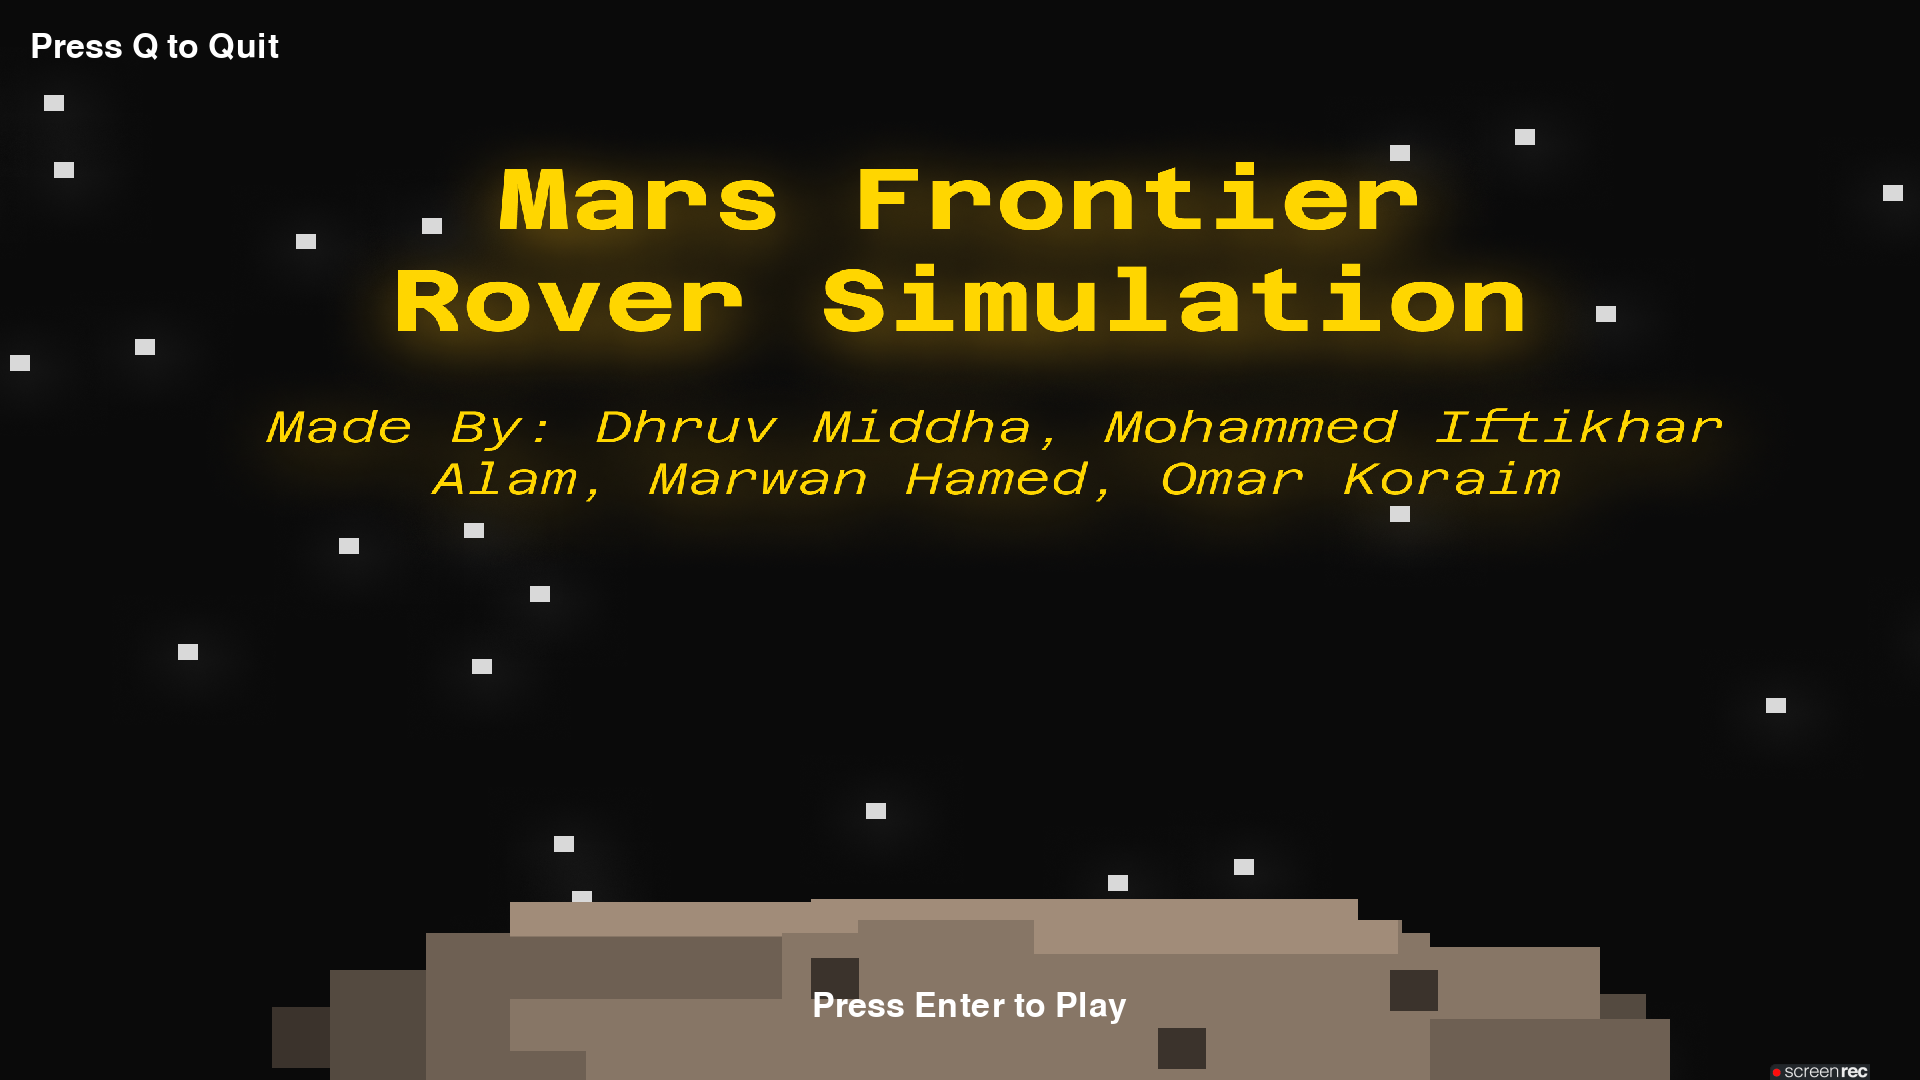 Press Q to Quit
Mars Frontier
Rover Simulation
Made By: Dhruv Middha, Mohammed Iftikhar
Alam, Marwan Hamed, Omar Koraim
Press Enter to Play
screenrec